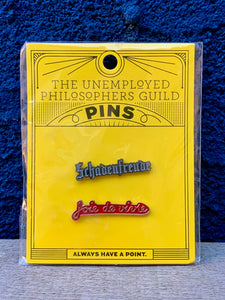 THE UNEMPLOYED
PHILOSOPHERS GUILD
PINS
Schadenfreude
Joie de vivre
ALWAYS HAVE A POINT.